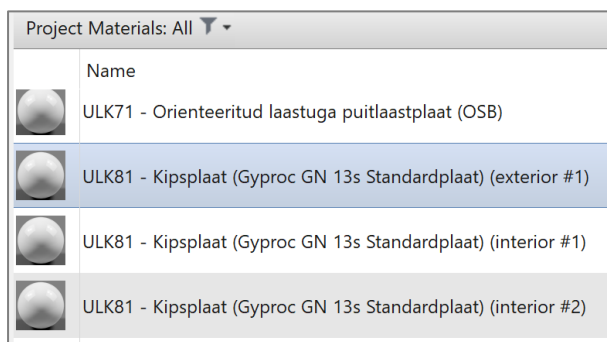 Project Materials: All
Name
ULK71 - Orienteeritud laastuga puitlaastplaat (OSB)
ULK81 - Kipsplaat (Gyproc GN 13s Standardplaat) (exterior #1)
ULK81 - Kipsplaat (Gyproc GN 13s Standardplaat) (interior #1)
ULK81 - Kipsplaat (Gyproc GN 13s Standardplaat) (interior #2)